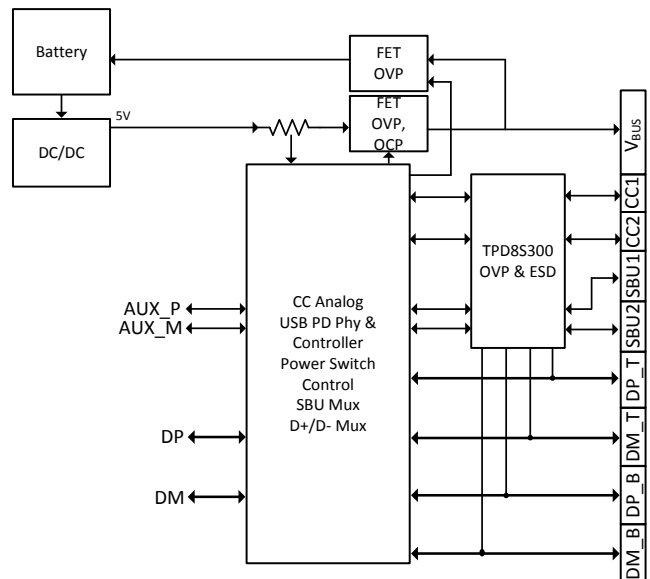 Battery
FET
OVP
5V
FET
OVP,
OCP
DC/DC
VBUS
CC1
CC2
SBU1
SBU2
DP_T
DM_T
DP_B
DM_B
TPD8S300
OVP & ESD
AUX_P
AUX_M
CC Analog
USB PD Phy &
Controller
Power Switch
Control
SBU Mux
D+/D- Mux
DP
DM